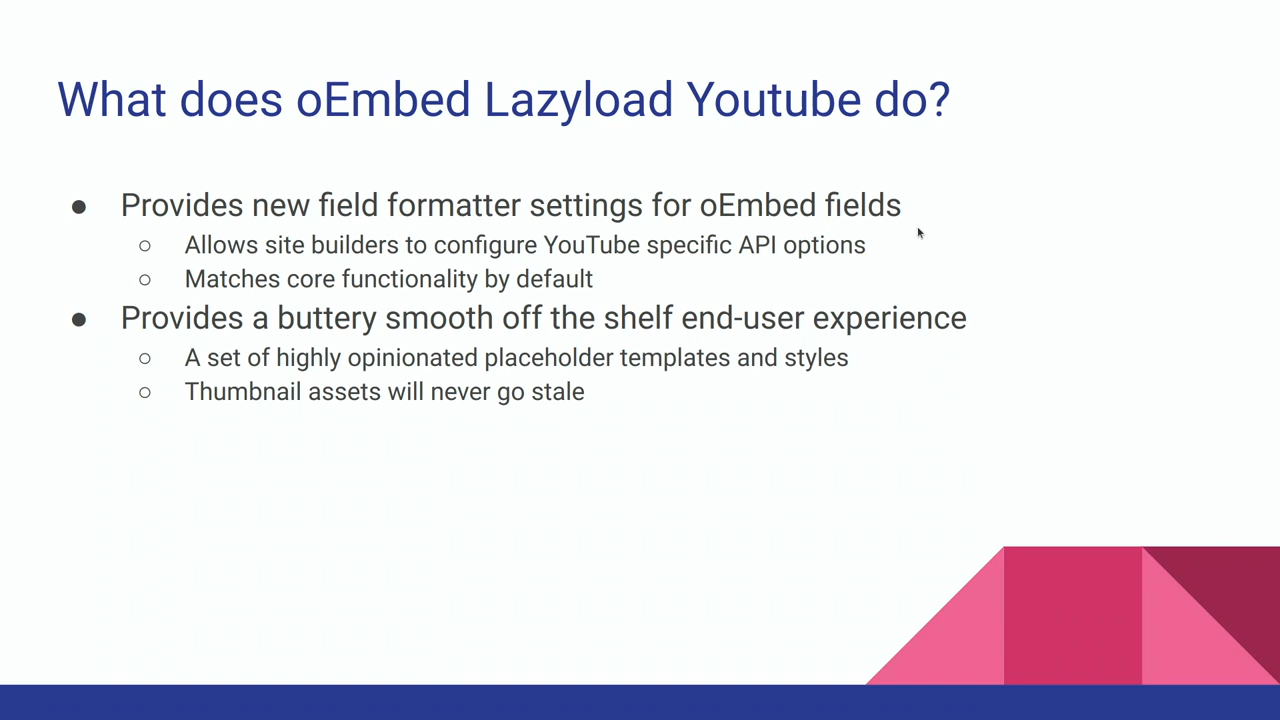 What does oEmbed Lazyload Youtube do?
● Provides new field formatter settings for oEmbed fields
○ Allows site builders to configure YouTube specific API options
○ Matches core functionality by default
● Provides a buttery smooth off the shelf end-user experience
○ A set of highly opinionated placeholder templates and styles
○ Thumbnail assets will never go stale